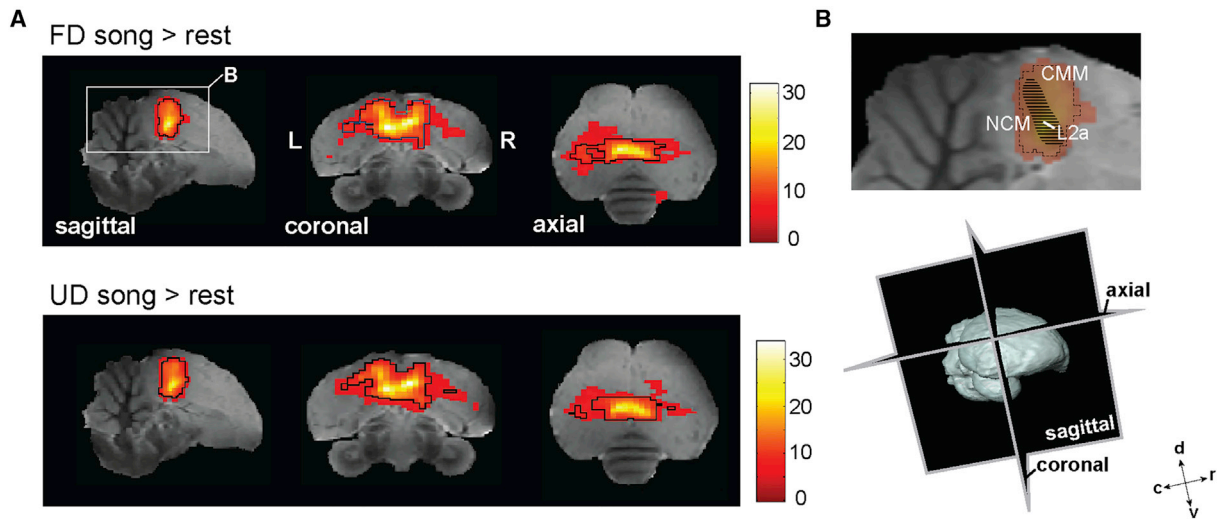 A
FD song > rest
B
L
R
sagittal
coronal
axial
30
20
10
0
UD song > rest
30
20
10
0
B
CMM
NCM
L2a
axial
sagittal
coronal
d
c
r
v